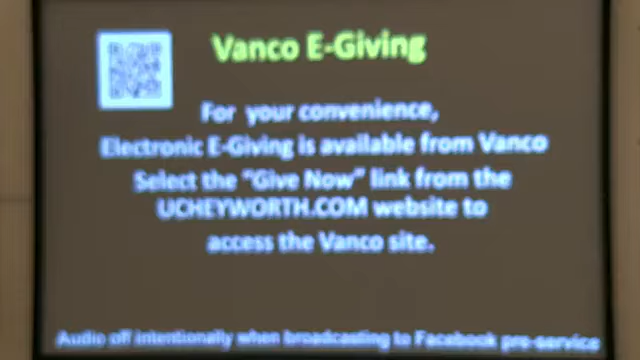 Vanco E-Giving
For your convenience,
Electronic E-Giving is available from Vanco
Select the "Give Now" link from the
UCHEYWORTH.COM website to
access the Vanco site.
Audio off intentionally when broadcasting to Facebook pre-service